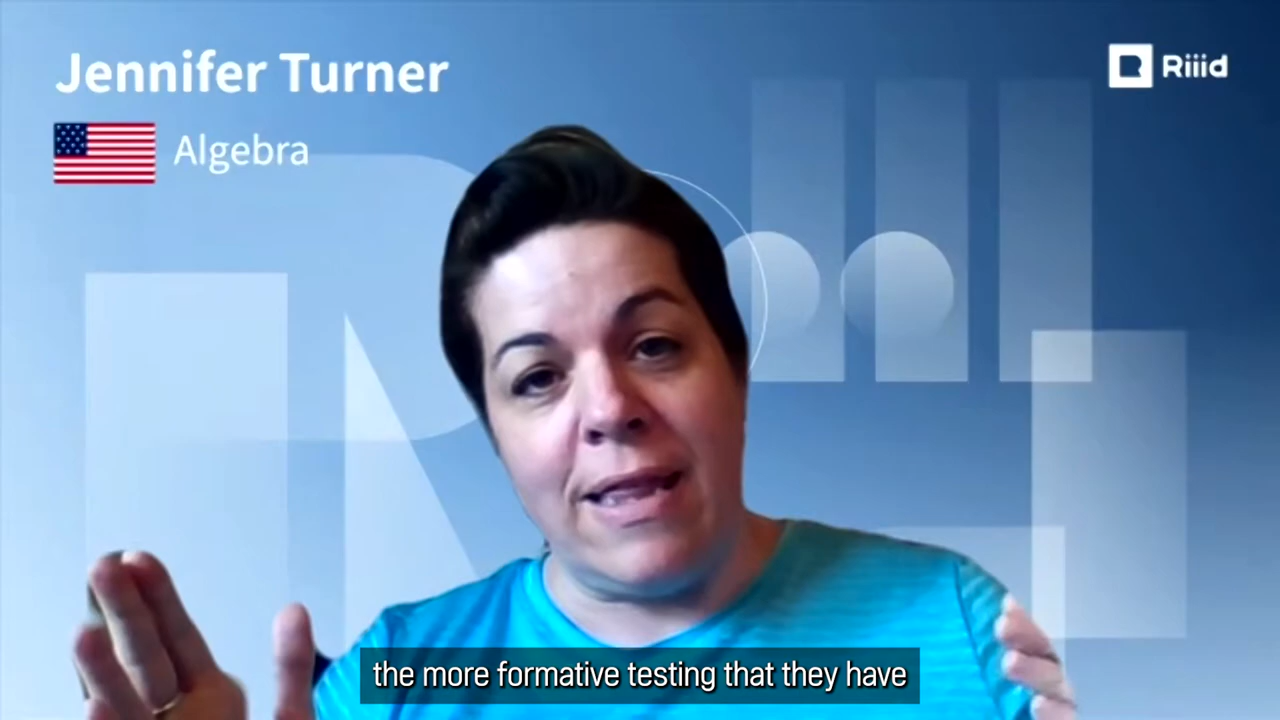 Jennifer Turner
Riiid
Algebra
the more formative testing that they have